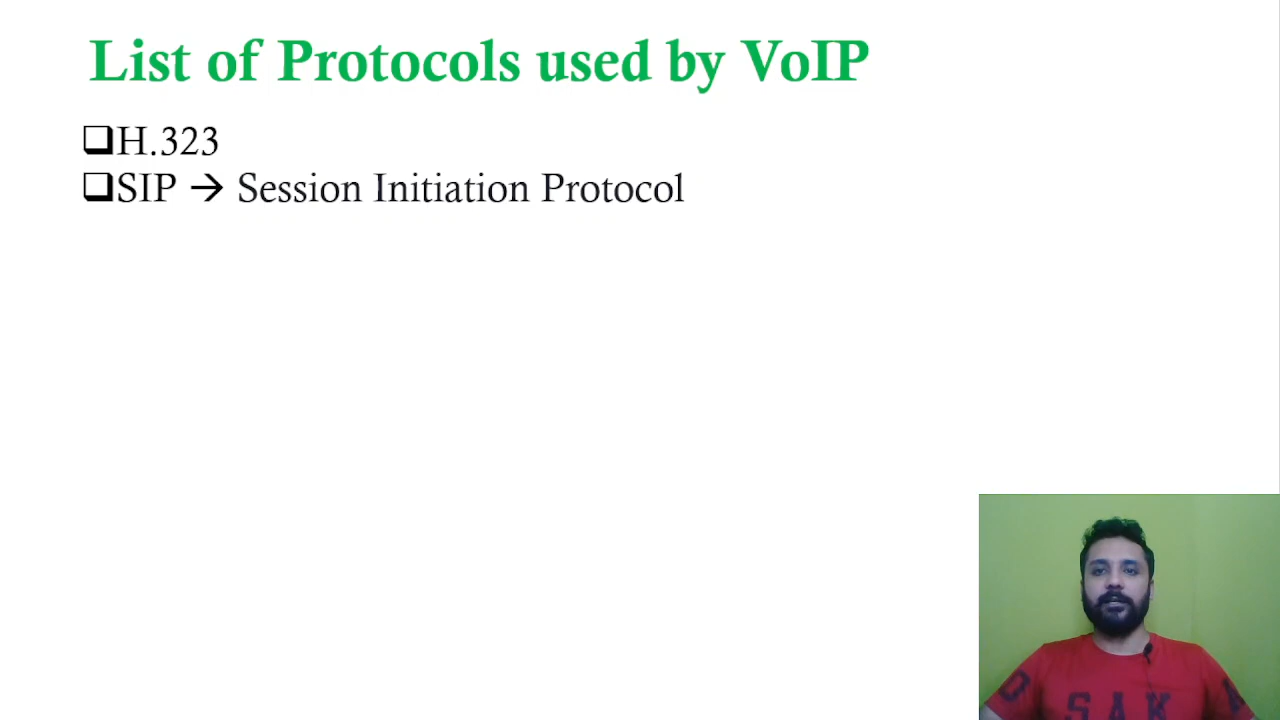 List of Protocols used by VoIP
❑H.323
❑SIP → Session Initiation Protocol